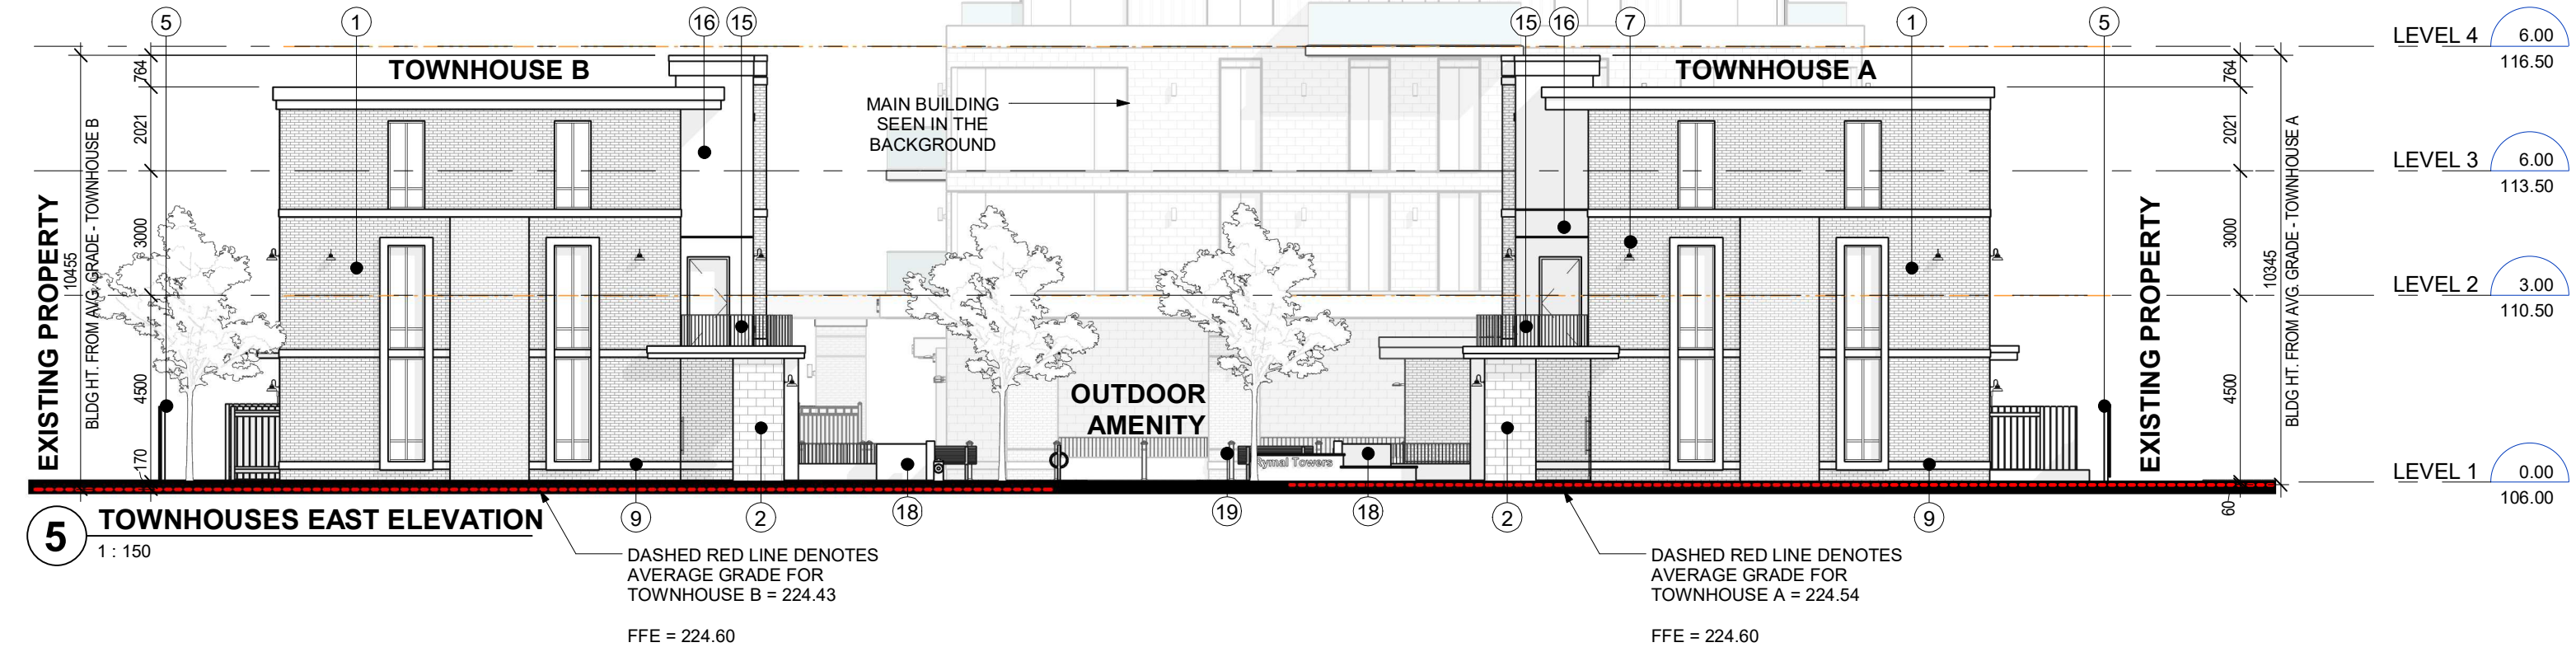 5
1
16
15
15
16
7
1
5
LEVEL 4
6.00
116.50
TOWNHOUSE B
TOWNHOUSE A
764
764
MAIN BUILDING
SEEN IN THE
BACKGROUND
2021
2021
LEVEL 3
6.00
113.50
EXISTING PROPERTY
10455
BLDG HT. FROM AVG. GRADE - TOWNHOUSE B
3000
3000
EXISTING PROPERTY
10345
BLDG HT. FROM AVG. GRADE - TOWNHOUSE A
LEVEL 2
3.00
110.50
4500
4500
OUTDOOR
AMENITY
170
Rymal Towers
LEVEL 1
0.00
106.00
60
9
2
18
19
18
2
9
5
TOWNHOUSES EAST ELEVATION
1 : 150
DASHED RED LINE DENOTES
AVERAGE GRADE FOR
TOWNHOUSE B = 224.43
FFE = 224.60
DASHED RED LINE DENOTES
AVERAGE GRADE FOR
TOWNHOUSE A = 224.54
FFE = 224.60